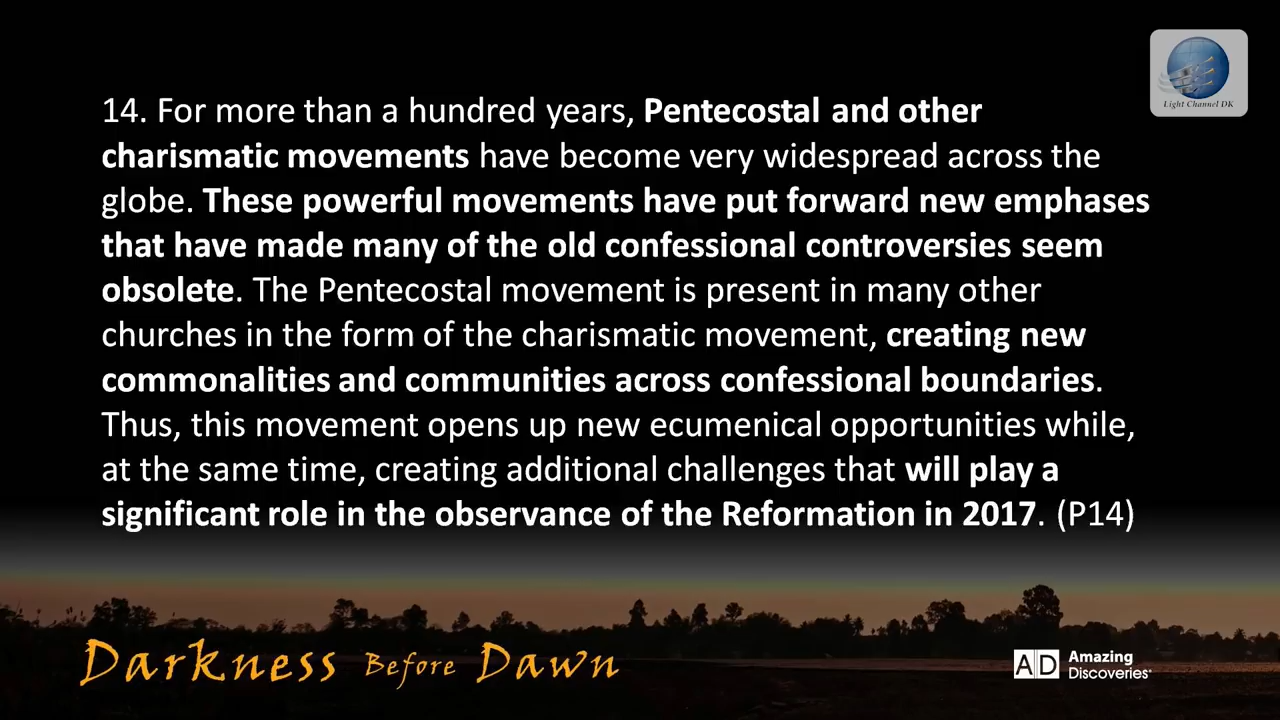 Light Channel DK
14. For more than a hundred years, Pentecostal and other
charismatic movements have become very widespread across the
globe. These powerful movements have put forward new emphases
that have made many of the old confessional controversies seem
obsolete. The Pentecostal movement is present in many other
churches in the form of the charismatic movement, creating new
commonalities and communities across confessional boundaries.
Thus, this movement opens up new ecumenical opportunities while,
at the same time, creating additional challenges that will play a
significant role in the observance of the Reformation in 2017. (P14)
Darkness Before Dawn
AD Amazing
Discoveries